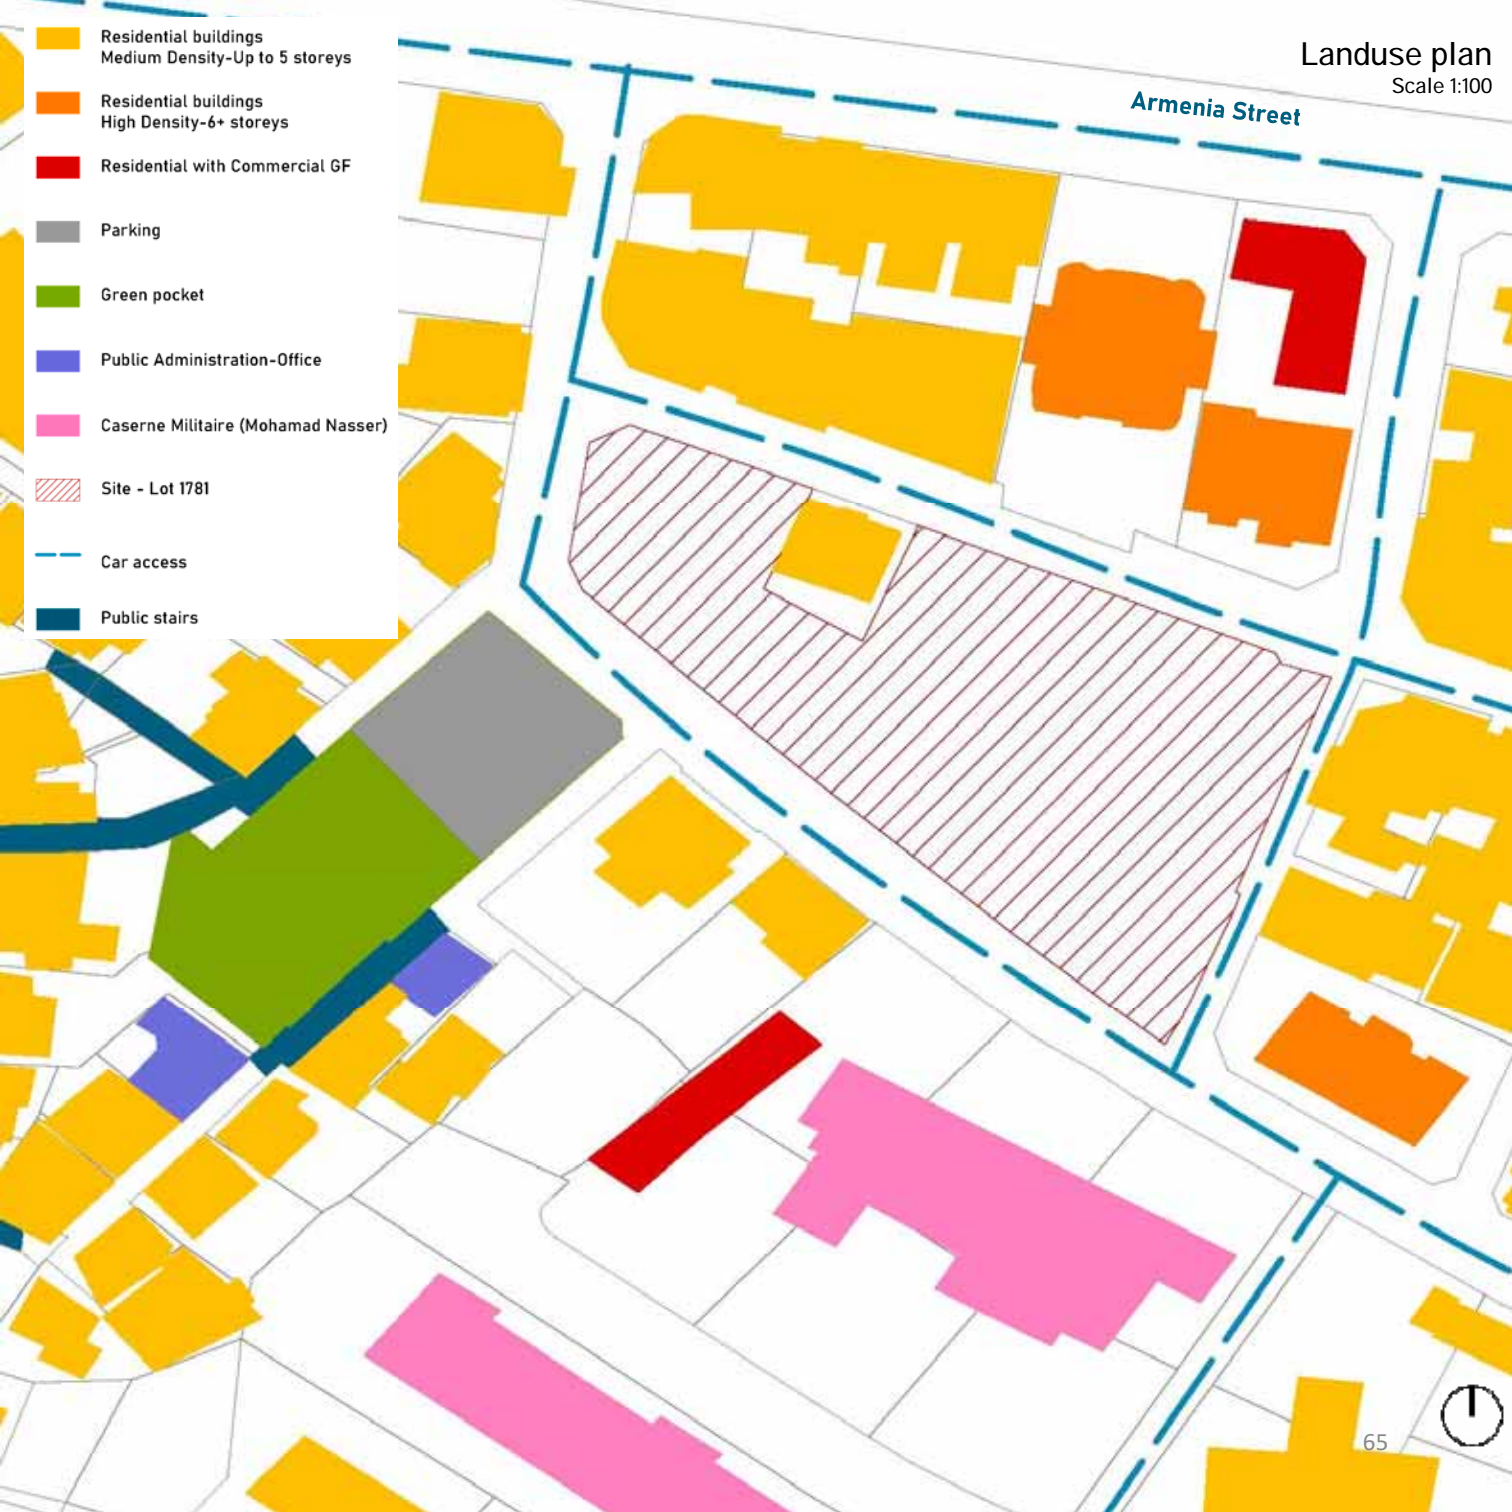 Residential buildings
Medium Density-Up to 5 storeys
Residential buildings
High Density-6+ storeys
Residential with Commercial GF
Parking
Green pocket
Public Administration-Office
Caserne Militaire (Mohamad Nasser)
Site - Lot 1781
Car access
Public stairs
Landuse plan
Scale 1:100
Armenia Street
65